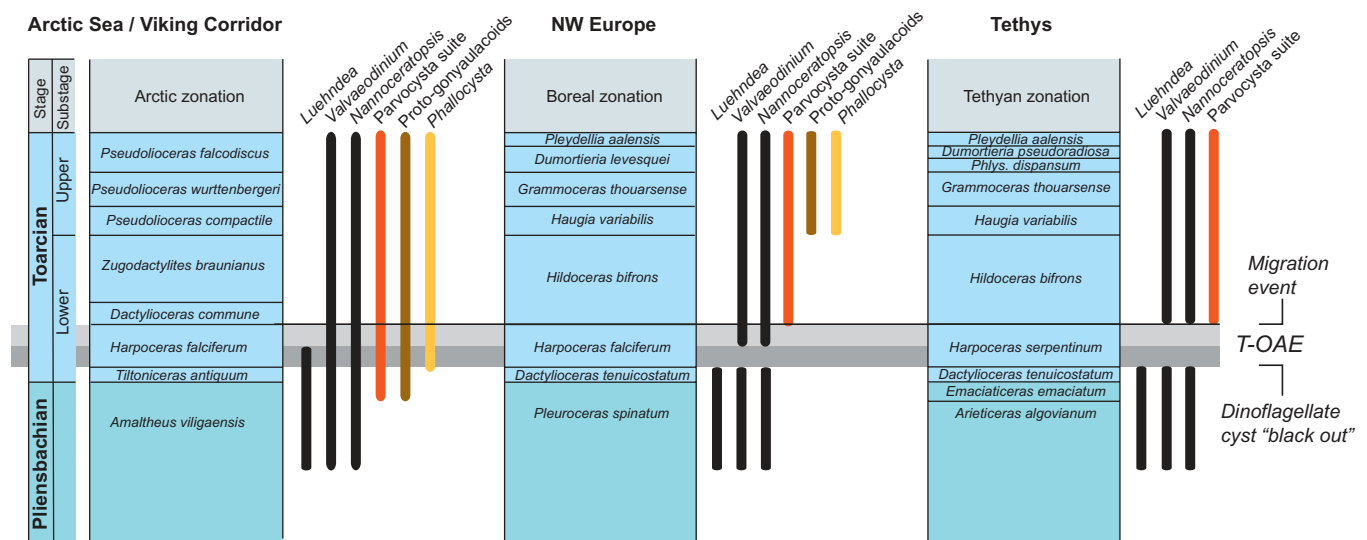 Arctic Sea / Viking Corridor
NW Europe
Tethys
Stage
Substage
Arctic zonation
Luehndea
Valvaeodinium
Nannoceratopsis
Parvocysta suite
Proto-gonyaulacoids
Phallocysta
Boreal zonation
Luehndea
Valvaeodinium
Nannoceratopsis
Parvocysta suite
Proto-gonyaulacoids
Phallocysta
Tethyan zonation
Luehndea
Valvaeodinium
Nannoceratopsis
Parvocysta suite
Toarcian
Pliensbachian
Upper
Lower
Pseudolioceras falcodiscus
Pseudolioceras wurttenbergeri
Pseudolioceras compactile
Zugodactylites braunianus
Dactylioceras commune
Harpoceras falciferum
Tiltoniceras antiquum
Amaltheus viligaensis
Pleydellia aalensis
Dumortieria levesquei
Grammoceras thouarsense
Haugia variabilis
Hildoceras bifrons
Harpoceras falciferum
Dactylioceras tenuicostatum
Pleuroceras spinatum
Pleydellia aalensis
Dumortieria pseudoradiosa
Phlys. dispansum
Grammoceras thouarsense
Haugia variabilis
Hildoceras bifrons
Harpoceras serpentinum
Dactylioceras tenuicostatum
Emaciaticeras emaciatum
Arieticeras algovianum
Migration
event
T-OAE
Dinoflagellate
cyst “black out”